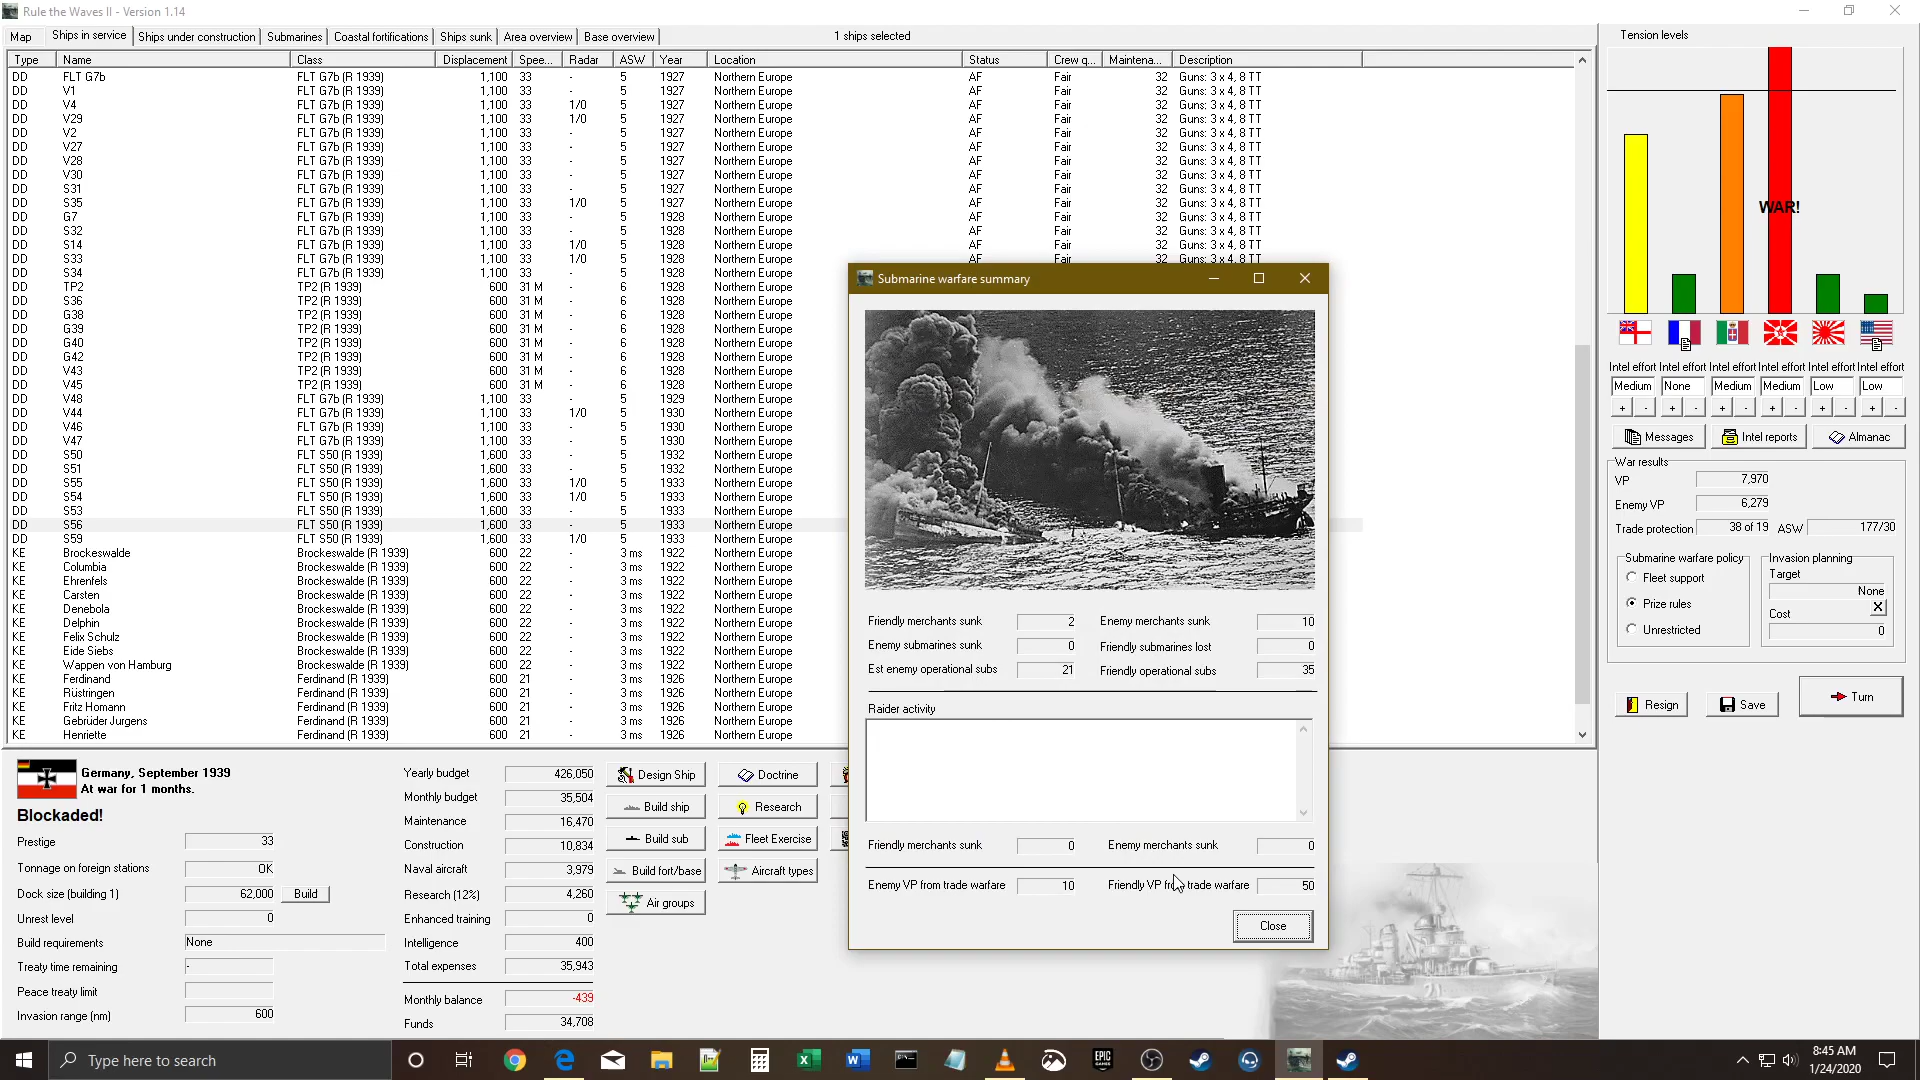 Rule the Waves II - Version 1.14
Map Ships in service Ships under construction Submarines Coastal fortifications Ships sunk Area overview Base overview 1 ships selected
Type Name Class Displacement Spee... Radar ASW Year Location Status Crew q... Maintena... Description
DD FLT G7b FLT G7b (R 1939) 1,100 33 - 5 1927 Northern Europe AF Fair 32 Guns: 3 x 4, 8 TT
DD V1 FLT G7b (R 1939) 1,100 33 - 5 1927 Northern Europe AF Fair 32 Guns: 3 x 4, 8 TT
DD V4 FLT G7b (R 1939) 1,100 33 1/0 5 1927 Northern Europe AF Fair 32 Guns: 3 x 4, 8 TT
DD V29 FLT G7b (R 1939) 1,100 33 1/0 5 1927 Northern Europe AF Fair 32 Guns: 3 x 4, 8 TT
DD V2 FLT G7b (R 1939) 1,100 33 - 5 1927 Northern Europe AF Fair 32 Guns: 3 x 4, 8 TT
DD V27 FLT G7b (R 1939) 1,100 33 - 5 1927 Northern Europe AF Fair 32 Guns: 3 x 4, 8 TT
DD V28 FLT G7b (R 1939) 1,100 33 - 5 1927 Northern Europe AF Fair 32 Guns: 3 x 4, 8 TT
DD V30 FLT G7b (R 1939) 1,100 33 - 5 1927 Northern Europe AF Fair 32 Guns: 3 x 4, 8 TT
DD S31 FLT G7b (R 1939) 1,100 33 - 5 1927 Northern Europe AF Fair 32 Guns: 3 x 4, 8 TT
DD S35 FLT G7b (R 1939) 1,100 33 1/0 5 1927 Northern Europe AF Fair 32 Guns: 3 x 4, 8 TT
DD G7 FLT G7b (R 1939) 1,100 33 - 5 1928 Northern Europe AF Fair 32 Guns: 3 x 4, 8 TT
DD S32 FLT G7b (R 1939) 1,100 33 - 5 1928 Northern Europe AF Fair 32 Guns: 3 x 4, 8 TT
DD S14 FLT G7b (R 1939) 1,100 33 1/0 5 1928 Northern Europe AF Fair 32 Guns: 3 x 4, 8 TT
DD S33 FLT G7b (R 1939) 1,100 33 1/0 5 1928 Northern Europe AF Fair 32 Guns: 3 x 4, 8 TT
DD S34 FLT G7b (R 1939) 1,100 33 - 5 1928 Northern Europe
DD TP2 TP2 (R 1939) 600 31 M - 6 1928 Northern Europe
DD S36 TP2 (R 1939) 600 31 M - 6 1928 Northern Europe
DD G38 TP2 (R 1939) 600 31 M - 6 1928 Northern Europe
DD G39 TP2 (R 1939) 600 31 M - 6 1928 Northern Europe
DD G40 TP2 (R 1939) 600 31 M - 6 1928 Northern Europe
DD G42 TP2 (R 1939) 600 31 M - 6 1928 Northern Europe
DD V43 TP2 (R 1939) 600 31 M - 6 1928 Northern Europe
DD V45 TP2 (R 1939) 600 31 M - 6 1928 Northern Europe
DD V48 FLT G7b (R 1939) 1,100 33 - 5 1929 Northern Europe
DD V44 FLT G7b (R 1939) 1,100 33 1/0 5 1930 Northern Europe
DD V46 FLT G7b (R 1939) 1,100 33 - 5 1930 Northern Europe
DD V47 FLT G7b (R 1939) 1,100 33 - 5 1930 Northern Europe
DD S50 FLT S50 (R 1939) 1,600 33 - 5 1932 Northern Europe
DD S51 FLT S50 (R 1939) 1,600 33 - 5 1932 Northern Europe
DD S55 FLT S50 (R 1939) 1,600 33 1/0 5 1933 Northern Europe
DD S54 FLT S50 (R 1939) 1,600 33 1/0 5 1933 Northern Europe
DD S53 FLT S50 (R 1939) 1,600 33 - 5 1933 Northern Europe
DD S56 FLT S50 (R 1939) 1,600 33 - 5 1933 Northern Europe
DD S59 FLT S50 (R 1939) 1,600 33 1/0 5 1933 Northern Europe
KE Brockeswalde Brockeswalde (R 1939) 600 22 - 3 ms 1922 Northern Europe
KE Columbia Brockeswalde (R 1939) 600 22 - 3 ms 1922 Northern Europe
KE Ehrenfels Brockeswalde (R 1939) 600 22 - 3 ms 1922 Northern Europe
KE Carsten Brockeswalde (R 1939) 600 22 - 3 ms 1922 Northern Europe
KE Denebola Brockeswalde (R 1939) 600 22 - 3 ms 1922 Northern Europe
KE Delphin Brockeswalde (R 1939) 600 22 - 3 ms 1922 Northern Europe
KE Felix Schulz Brockeswalde (R 1939) 600 22 - 3 ms 1922 Northern Europe
KE Eide Siebs Brockeswalde (R 1939) 600 22 - 3 ms 1922 Northern Europe
KE Wappen von Hamburg Brockeswalde (R 1939) 600 22 - 3 ms 1922 Northern Europe
KE Ferdinand Ferdinand (R 1939) 600 21 - 3 ms 1926 Northern Europe
KE Rüstringen Ferdinand (R 1939) 600 21 - 3 ms 1926 Northern Europe
KE Fritz Homann Ferdinand (R 1939) 600 21 - 3 ms 1926 Northern Europe
KE Gebrüder Jurgens Ferdinand (R 1939) 600 21 - 3 ms 1926 Northern Europe
KE Henriette Ferdinand (R 1939) 600 21 - 3 ms 1926 Northern Europe
Submarine warfare summary
Friendly merchants sunk 2 Enemy merchants sunk 10
Enemy submarines sunk 0 Friendly submarines lost 0
Est enemy operational subs 21 Friendly operational subs 35
Raider activity
Friendly merchants sunk 0 Enemy merchants sunk 0
Enemy VP from trade warfare 10 Friendly VP from trade warfare 50
Close
Tension levels
WAR!
Intel effort Intel effort Intel effort Intel effort Intel effort Intel effort
Medium None Medium Medium Low Low
+ - + - + - + - + - + -
Messages Intel reports Almanac
War results
VP 7,970
Enemy VP 6,279
Trade protection 38 of 19 ASW 177/30
Submarine warfare policy Invasion planning
Fleet support Target
None
Prize rules Cost X
Unrestricted 0
Resign Save Turn
Germany, September 1939
At war for 1 months.
Blockaded!
Prestige 33
Tonnage on foreign stations OK
Dock size (building 1) 62,000 Build
Unrest level 0
Build requirements None
Treaty time remaining -
Peace treaty limit
Invasion range (nm) 600
Yearly budget 426,050
Monthly budget 35,504
Maintenance 16,470
Construction 10,834
Naval aircraft 3,979
Research (12%) 4,260
Enhanced training 0
Intelligence 400
Total expenses 35,943
Monthly balance -439
Funds 34,708
Design Ship Doctrine
Build ship Research
Build sub Fleet Exercise
Build fort/base Aircraft types
Air groups
Type here to search
EPIC GAMES
8:45 AM
1/24/2020